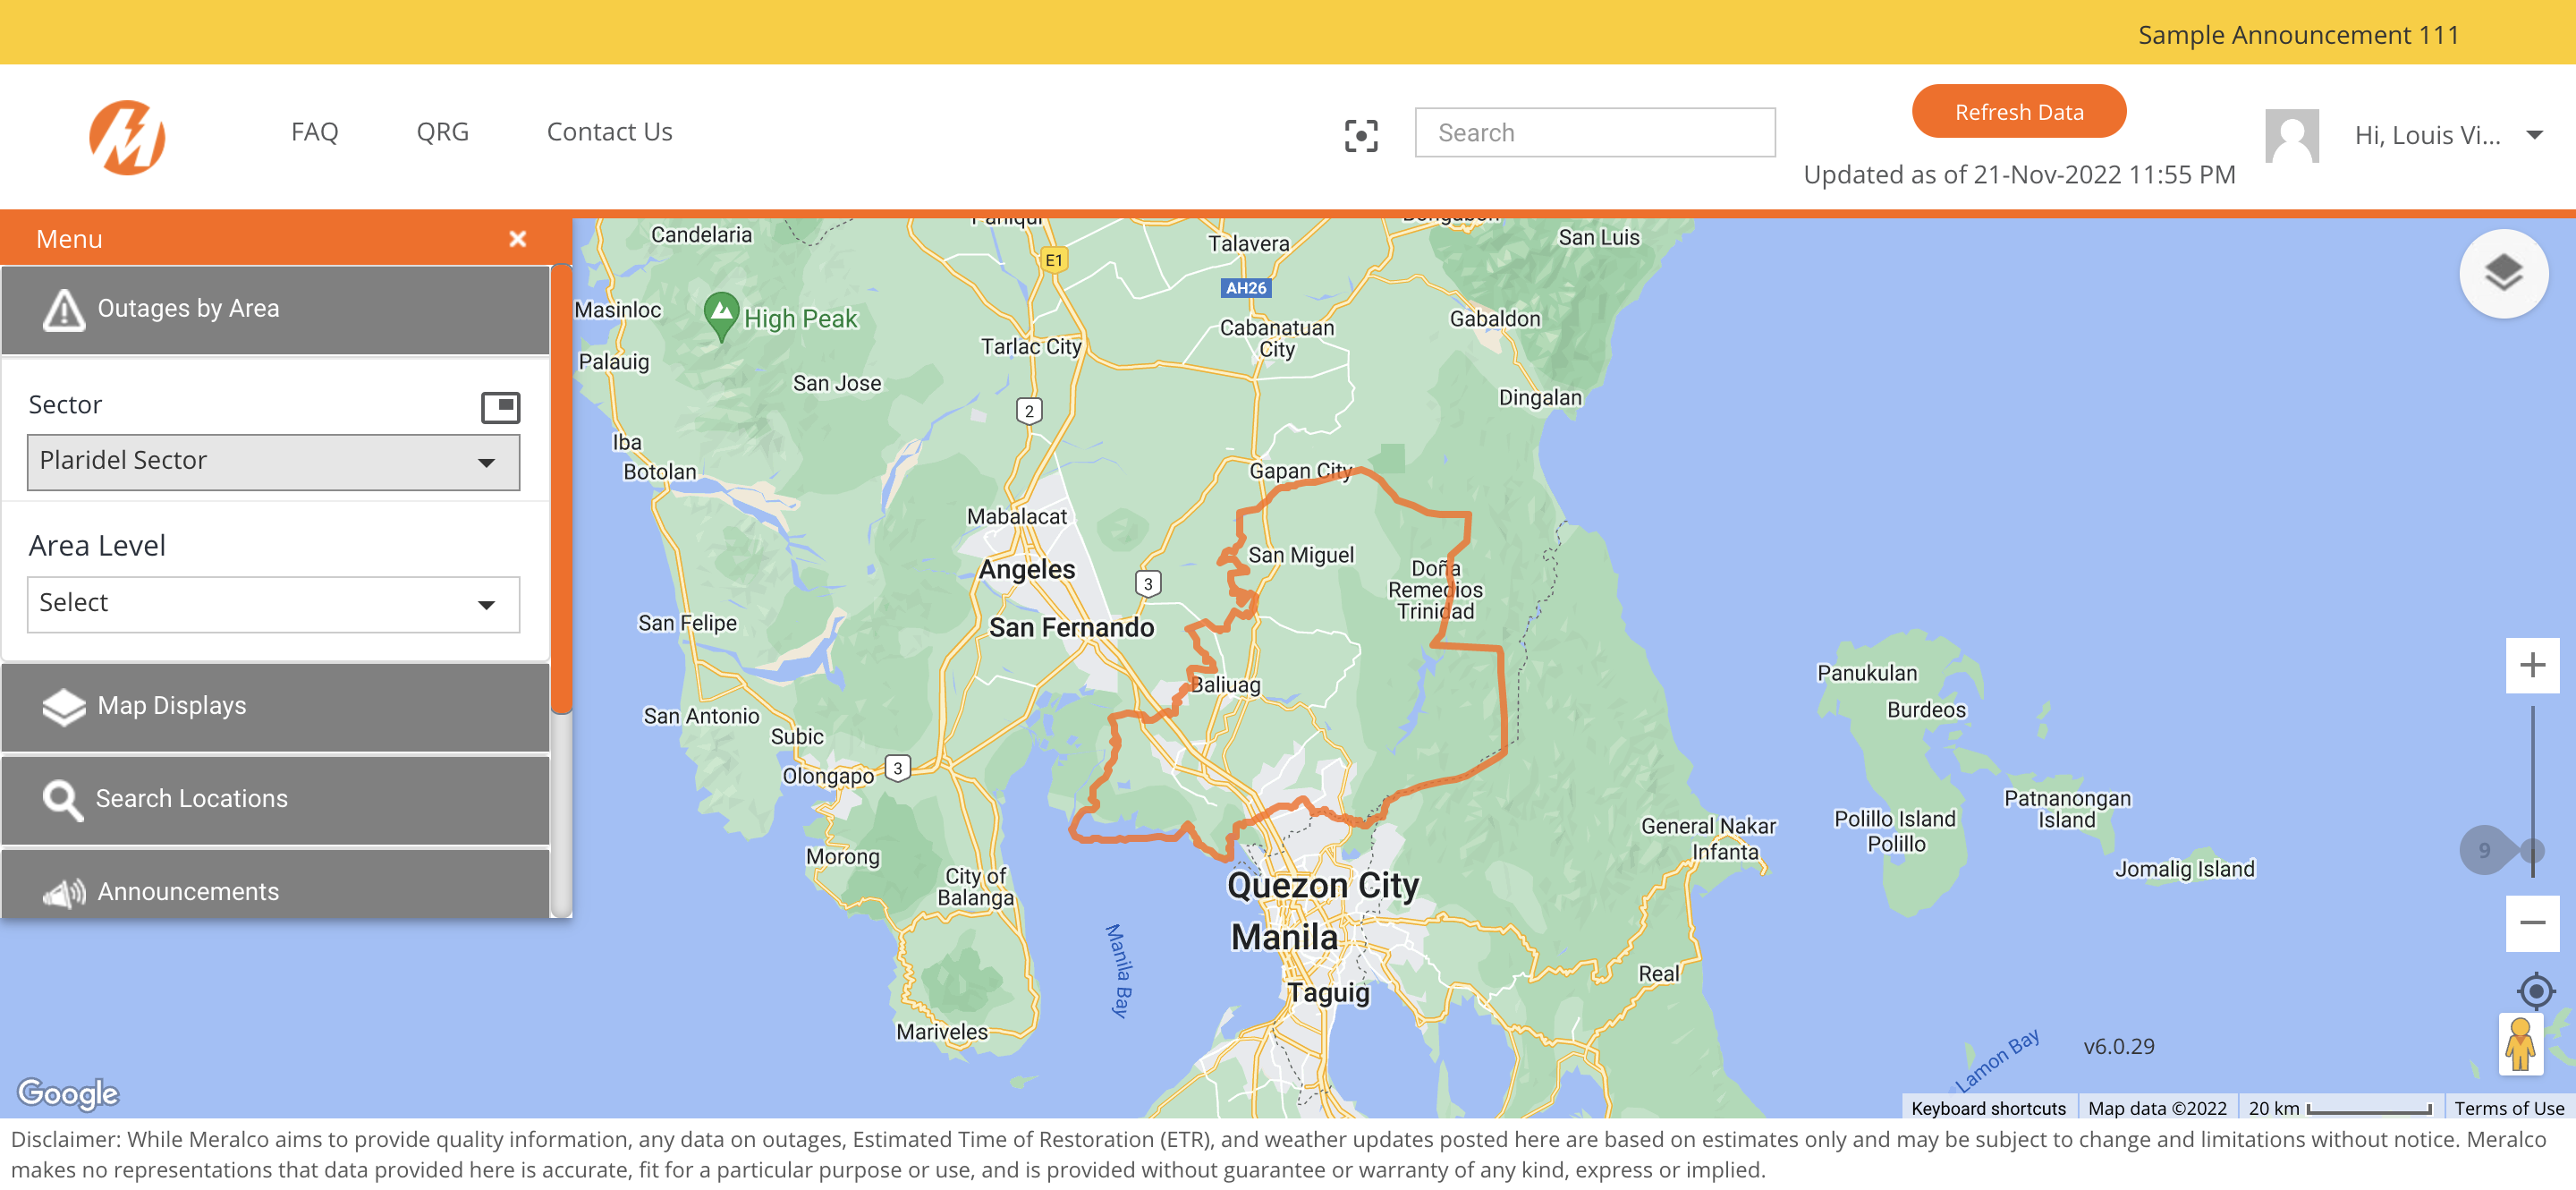 Sample Announcement 111
FAQ
QRG
Contact Us
Search
Refresh Data
Updated as of 21-Nov-2022 11:55 PM
Hi, Louis Vi...
Menu
Outages by Area
Sector
Plaridel Sector
Area Level
Select
Map Displays
Search Locations
Announcements
Paniqui
Bongabon
Candelaria
Talavera
San Luis
E1
AH26
Masinloc
High Peak
Cabanatuan
City
Gabaldon
Palauig
Tarlac City
San Jose
Dingalan
2
Iba
Botolan
Gapan City
Mabalacat
San Miguel
Angeles
3
Doña
Remedios
Trinidad
San Felipe
San Fernando
Baliuag
Panukulan
San Antonio
Burdeos
Subic
Olongapo
3
Patnanongan
Island
General Nakar
Polillo Island
Infanta
Polillo
Morong
Jomalig Island
City of
Balanga
Quezon City
Manila
Manila Bay
Real
Taguig
Mariveles
Lamon Bay
9
v6.0.29
Google
Keyboard shortcuts
Map data ©2022
20 km
Terms of Use
Disclaimer: While Meralco aims to provide quality information, any data on outages, Estimated Time of Restoration (ETR), and weather updates posted here are based on estimates only and may be subject to change and limitations without notice. Meralco
makes no representations that data provided here is accurate, fit for a particular purpose or use, and is provided without guarantee or warranty of any kind, express or implied.